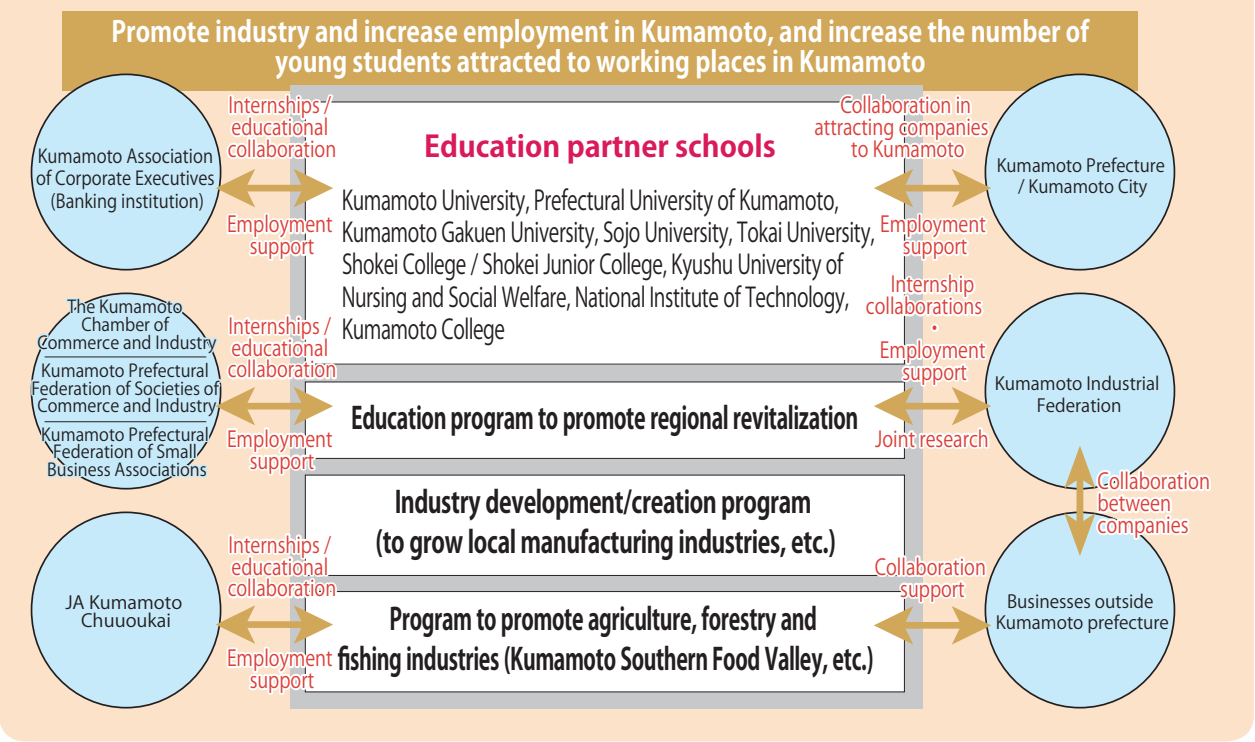 Promote industry and increase employment in Kumamoto, and increase the number of
young students attracted to working places in Kumamoto
Kumamoto Association
of Corporate Executives
(Banking institution)
Internships /
educational
collaboration
Employment
support
Education partner schools
Kumamoto University, Prefectural University of Kumamoto,
Kumamoto Gakuen University, Sojo University, Tokai University,
Shokei College / Shokei Junior College, Kyushu University of
Nursing and Social Welfare, National Institute of Technology,
Kumamoto College
Collaboration in
attracting companies
to Kumamoto
Employment
support
Kumamoto Prefecture
/ Kumamoto City
The Kumamoto
Chamber of
Commerce and Industry
Kumamoto Prefectural
Federation of Societies of
Commerce and Industry
Kumamoto Prefectural
Federation of Small
Business Associations
Internships /
educational
collaboration
Employment
support
Education program to promote regional revitalization
Internship
collaborations
・
Employment
support
Joint research
Kumamoto Industrial
Federation
Collaboration
between
companies
Industry development/creation program
(to grow local manufacturing industries, etc.)
JA Kumamoto
Chuuoukai
Internships /
educational
collaboration
Employment
support
Program to promote agriculture, forestry and
fishing industries (Kumamoto Southern Food Valley, etc.)
Collaboration
support
Businesses outside
Kumamoto prefecture